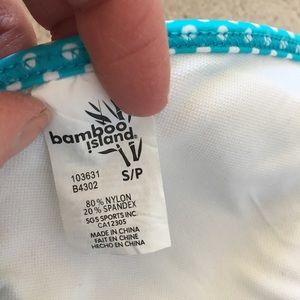 bamboo
island
103631 S/P
B4302
80% NYLON
20% SPANDEX
SGS SPORTS INC.
CA12305
MADE IN CHINA
FAIT EN CHINE
HECHO EN CHINA